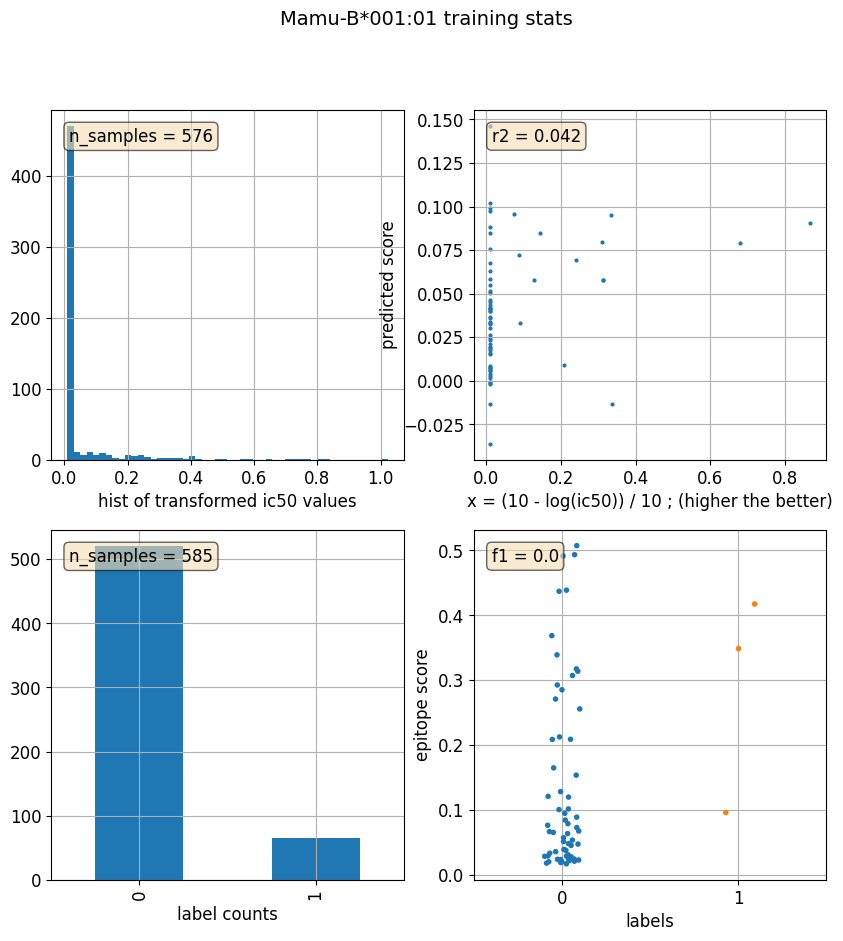 Mamu-B*001:01 training stats
n_samples = 576
400
300
200
100
0
0.0 0.2 0.4 0.6 0.8 1.0
hist of transformed ic50 values
r2 = 0.042
predicted score
0.150
0.125
0.100
0.075
0.050
0.025
0.000
−0.025
0.0 0.2 0.4 0.6 0.8
x = (10 - log(ic50)) / 10 ; (higher the better)
n_samples = 585
500
400
300
200
100
0
0 1
label counts
f1 = 0.0
epitope score
0.5
0.4
0.3
0.2
0.1
0.0
0 1
labels